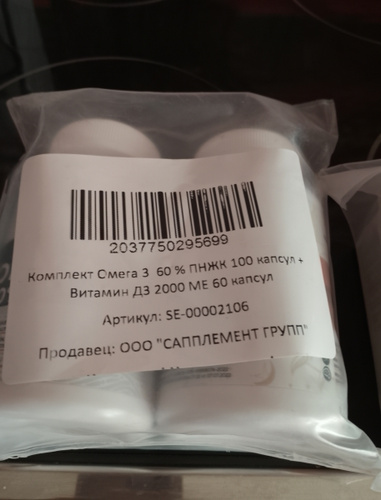 2037750295699
Комплект Омега 3 60 % ПНЖК 100 капсул +
Витамин Д3 2000 МЕ 60 капсул
Артикул: SE-00002106
Продавец: ООО "САППЛЕМЕНТ ГРУПП"